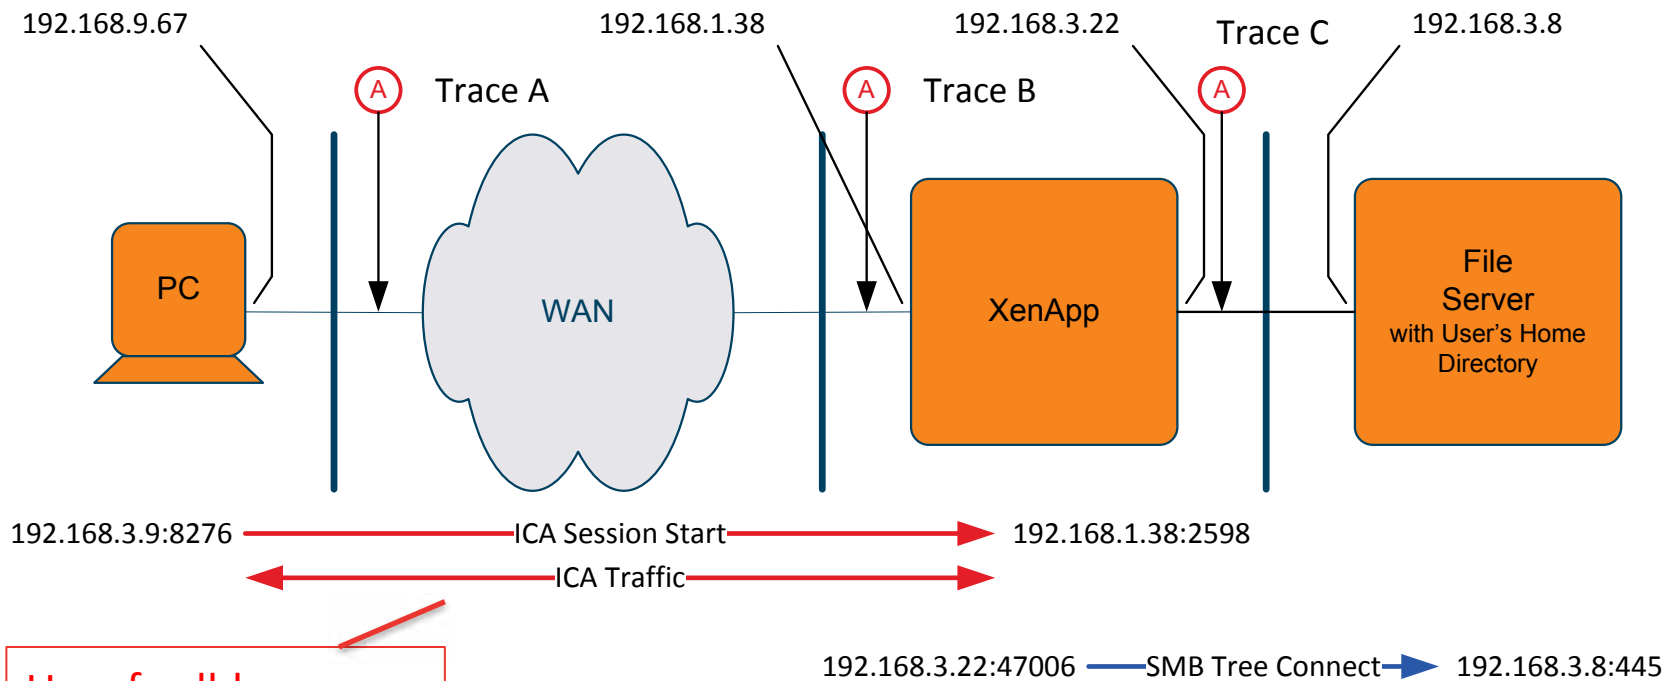 192.168.9.67
192.168.1.38
192.168.3.22
Trace C
192.168.3.8
A
Trace A
A
Trace B
A
PC
WAN
XenApp
File
Server
with User's Home
Directory
192.168.3.9:8276
ICA Session Start
192.168.1.38:2598
ICA Traffic
192.168.3.22:47006
SMB Tree Connect
192.168.3.8:445